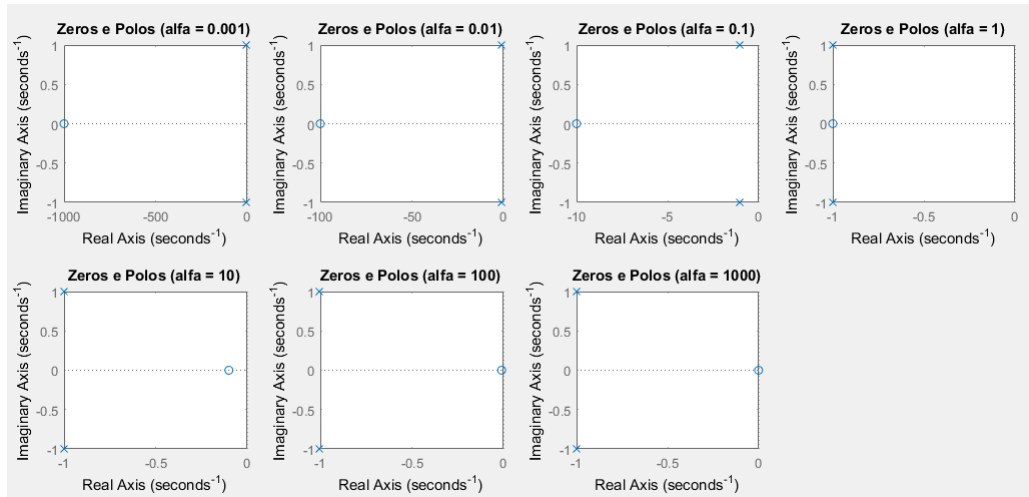 Zeros e Polos (alfa = 0.001)
Imaginary Axis (seconds⁻¹)
1
0.5
0
-0.5
-1
-1000
-500
0
Real Axis (seconds⁻¹)
Zeros e Polos (alfa = 0.01)
Imaginary Axis (seconds⁻¹)
1
0.5
0
-0.5
-1
-100
-50
0
Real Axis (seconds⁻¹)
Zeros e Polos (alfa = 0.1)
Imaginary Axis (seconds⁻¹)
1
0.5
0
-0.5
-1
-10
-5
0
Real Axis (seconds⁻¹)
Zeros e Polos (alfa = 1)
Imaginary Axis (seconds⁻¹)
1
0.5
0
-0.5
-1
-1
-0.5
0
Real Axis (seconds⁻¹)
Zeros e Polos (alfa = 10)
Imaginary Axis (seconds⁻¹)
1
0.5
0
-0.5
-1
-1
-0.5
0
Real Axis (seconds⁻¹)
Zeros e Polos (alfa = 100)
Imaginary Axis (seconds⁻¹)
1
0.5
0
-0.5
-1
-1
-0.5
0
Real Axis (seconds⁻¹)
Zeros e Polos (alfa = 1000)
Imaginary Axis (seconds⁻¹)
1
0.5
0
-0.5
-1
-1
-0.5
0
Real Axis (seconds⁻¹)